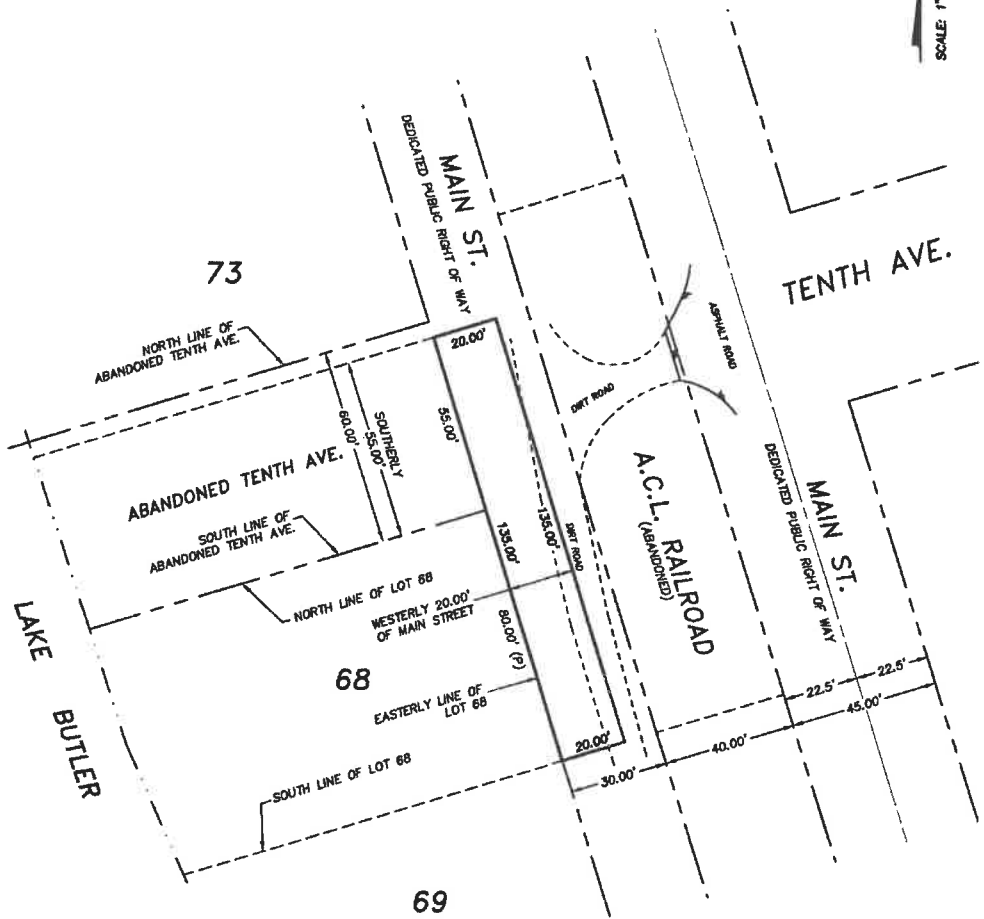 SCALE: 1"
MAIN ST.
DEDICATED PUBLIC RIGHT OF WAY
73
TENTH AVE.
NORTH LINE OF
ABANDONED TENTH AVE.
20.00'
ASPHALT ROAD
DIRT ROAD
60.00'
SOUTHERLY
55.00'
55.00'
ABANDONED TENTH AVE.
SOUTH LINE OF
ABANDONED TENTH AVE.
135.00'
135.00'
DIRT ROAD
A.C.L. RAILROAD
(ABANDONED)
MAIN ST.
DEDICATED PUBLIC RIGHT OF WAY
NORTH LINE OF LOT 68
WESTERLY 20.00'
OF MAIN STREET
80.00' (P)
LAKE BUTLER
68
EASTERLY LINE OF
LOT 68
20.00'
22.5'
22.5'
45.00'
40.00'
30.00'
SOUTH LINE OF LOT 68
69